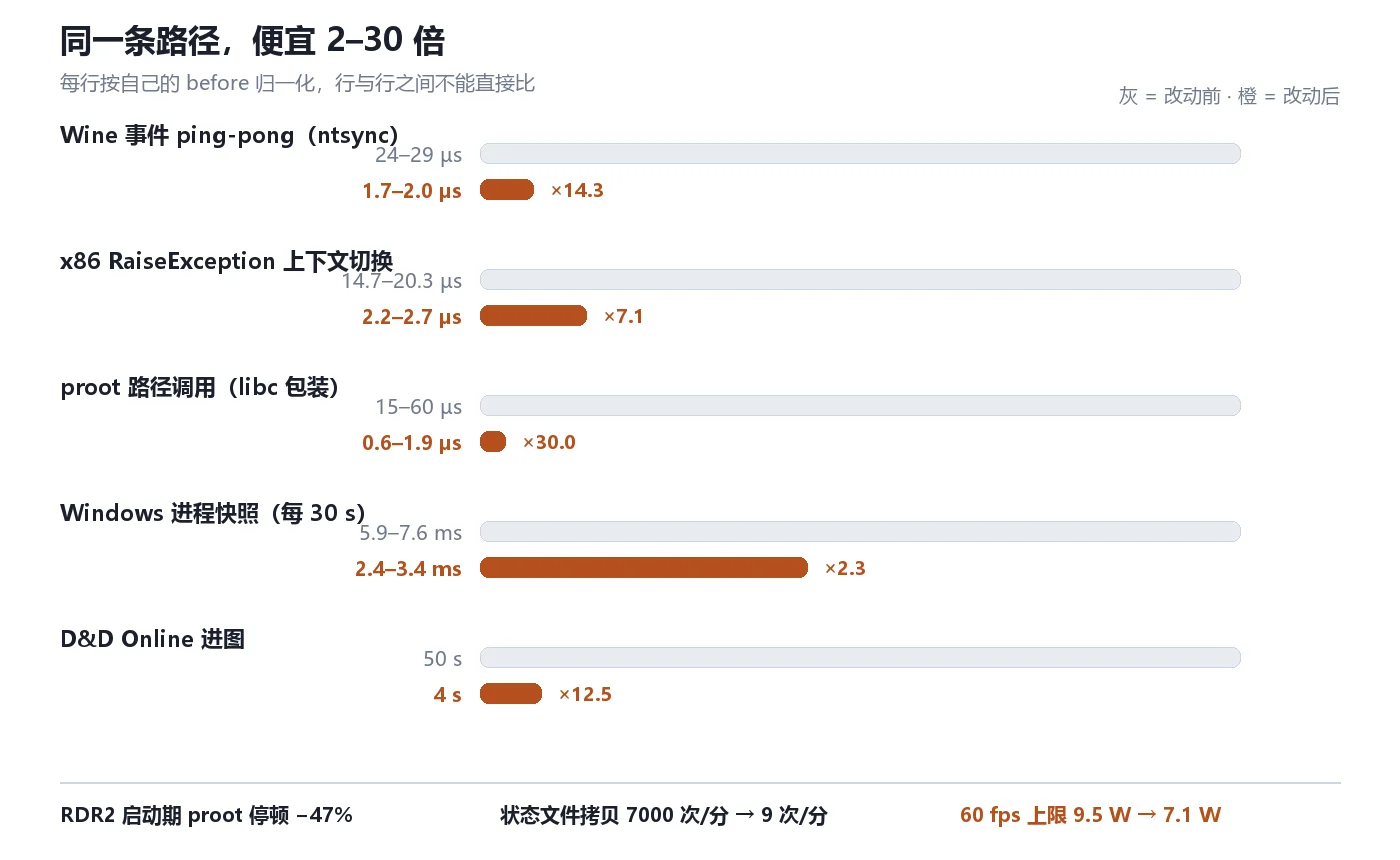 同一条路径，便宜 2–30 倍
每行按自己的 before 归一化，行与行之间不能直接比
灰 = 改动前 · 橙 = 改动后
Wine 事件 ping-pong（ntsync）
24–29 µs
1.7–2.0 µs
×14.3
x86 RaiseException 上下文切换
14.7–20.3 µs
2.2–2.7 µs
×7.1
proot 路径调用（libc 包装）
15–60 µs
0.6–1.9 µs
×30.0
Windows 进程快照（每 30 s）
5.9–7.6 ms
2.4–3.4 ms
×2.3
D&D Online 进图
50 s
4 s
×12.5
RDR2 启动期 proot 停顿 −47%
状态文件拷贝 7000 次/分 → 9 次/分
60 fps 上限 9.5 W → 7.1 W